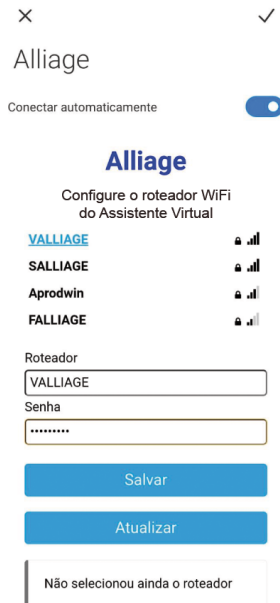 Alliage
Conectar automaticamente
Alliage
Configure o roteador WiFi
do Assistente Virtual
VALLIAGE
SALLIAGE
Aprodwin
FALLIAGE
Roteador
VALLIAGE
Senha
•••••••••
Salvar
Atualizar
Não selecionou ainda o roteador